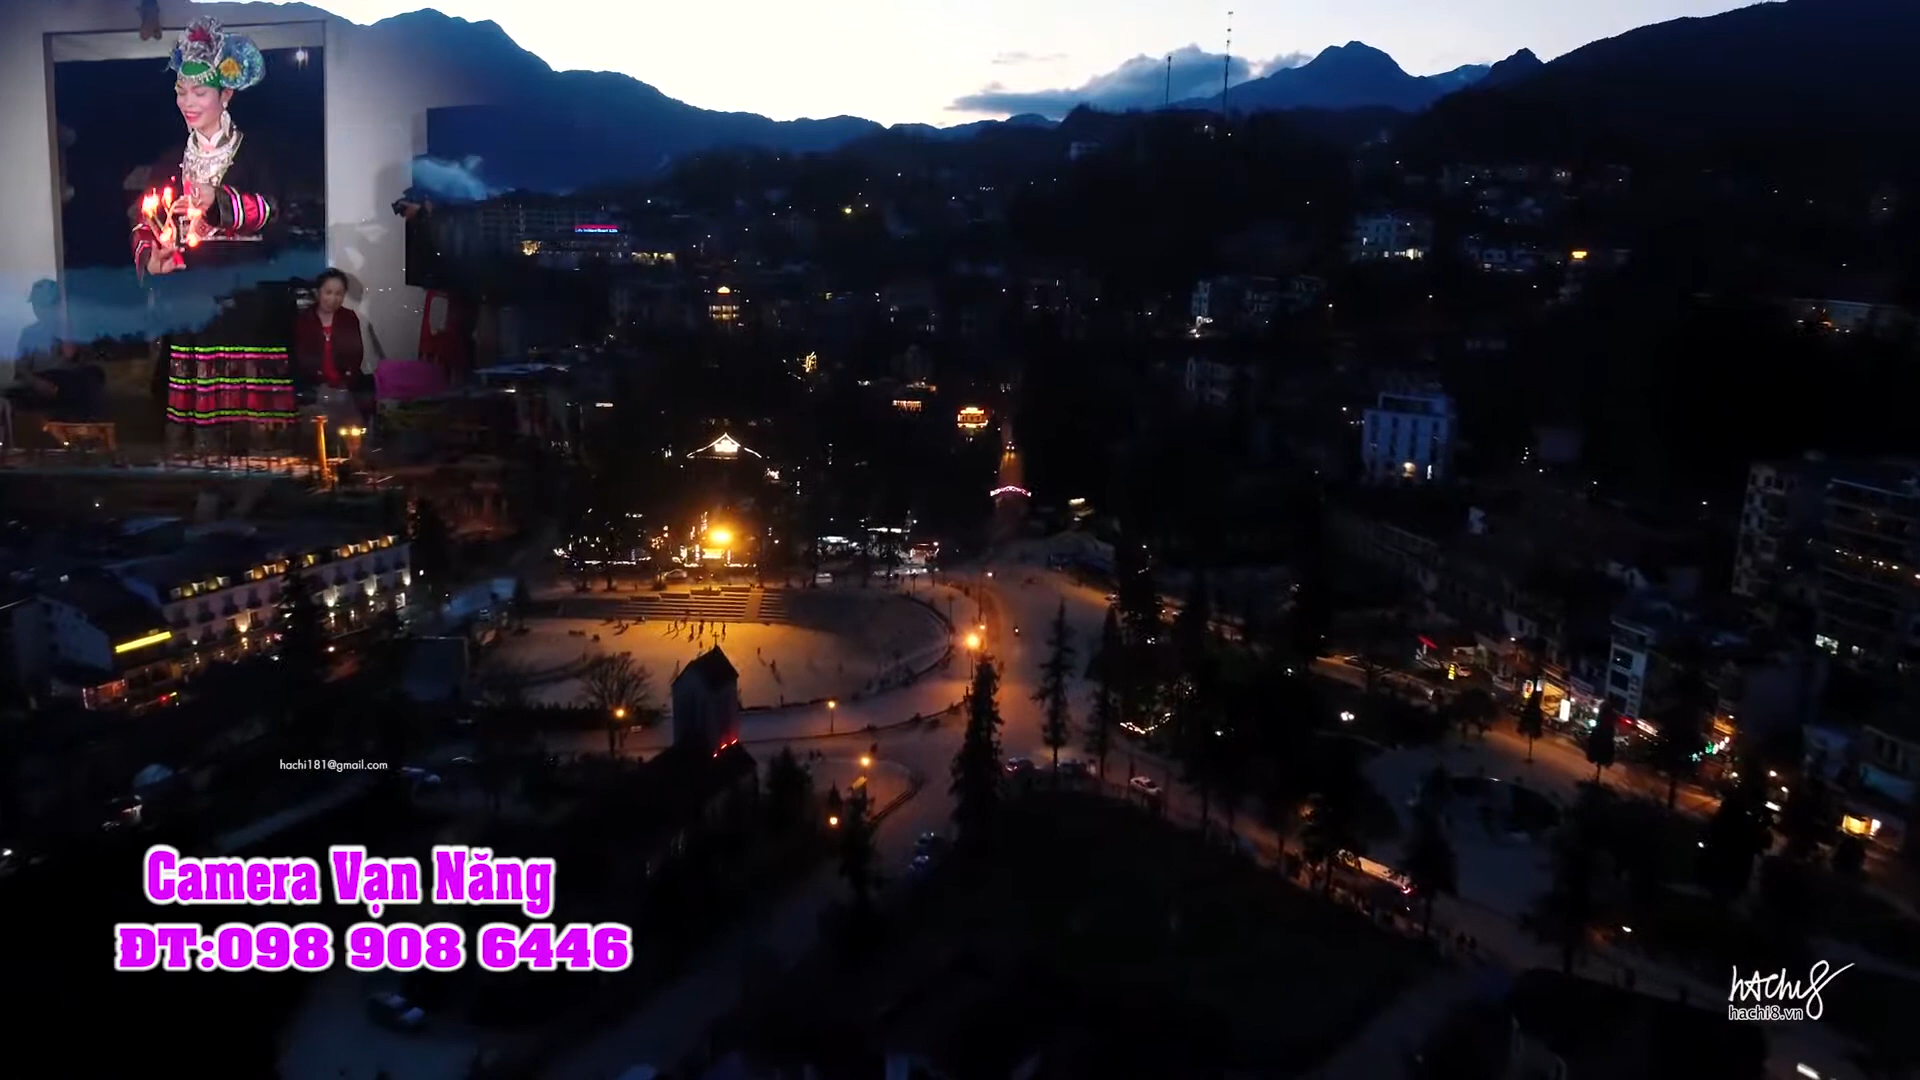 hachi181@gmail.com
Camera Vạn Năng
ĐT:098 908 6446
hAchi8
hachi8.vn